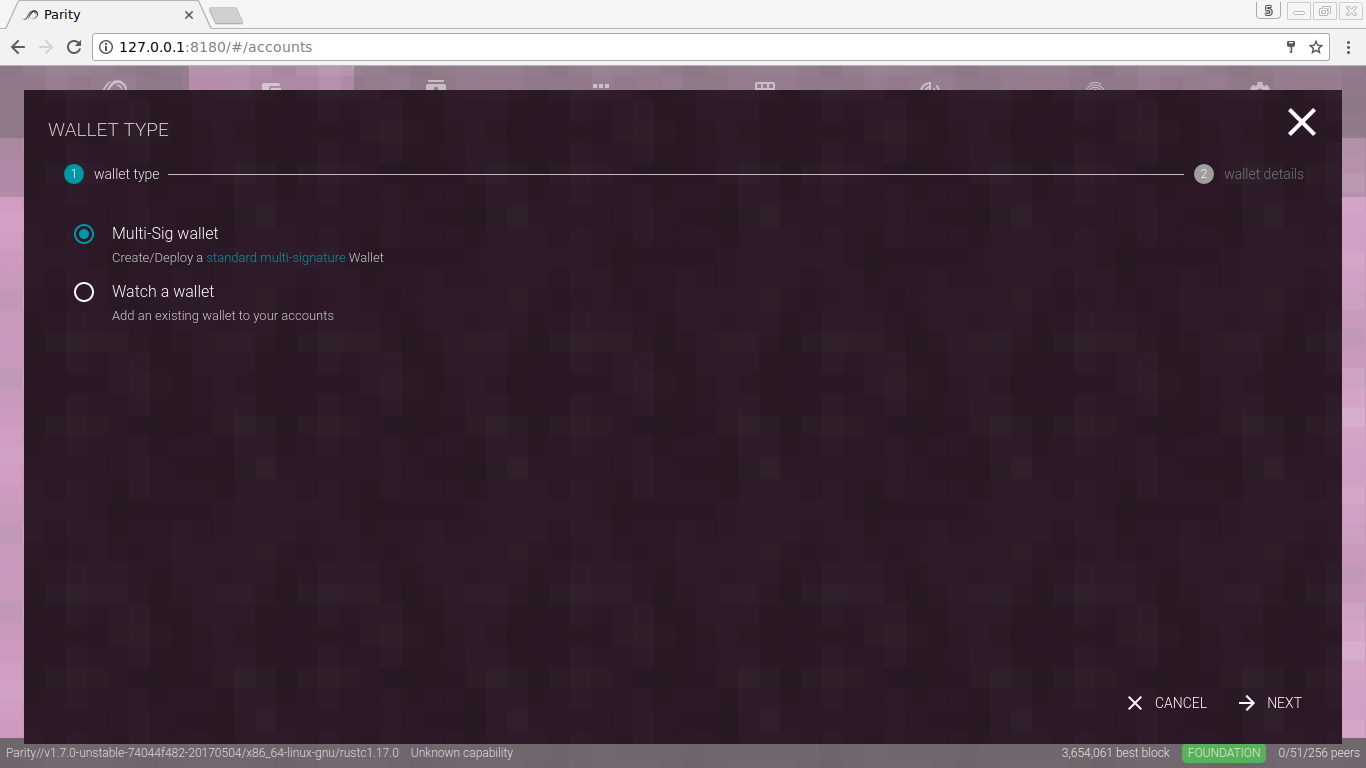 Parity
5
127.0.0.1:8180/#/accounts
WALLET TYPE
1 wallet type
2 wallet details
Multi-Sig wallet
Create/Deploy a standard multi-signature Wallet
Watch a wallet
Add an existing wallet to your accounts
CANCEL
NEXT
Parity//v1.7.0-unstable-74044f482-20170504/x86_64-linux-gnu/rustc1.17.0 Unknown capability
3,654,061 best block FOUNDATION 0/51/256 peers